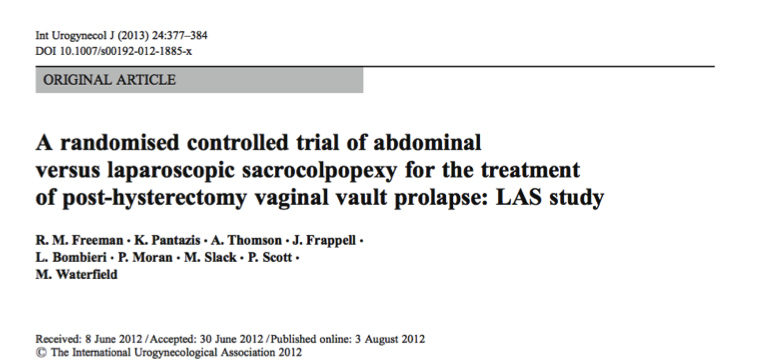 Int Urogynecol J (2013) 24:377–384
DOI 10.1007/s00192-012-1885-x
ORIGINAL ARTICLE
A randomised controlled trial of abdominal
versus laparoscopic sacrocolpopexy for the treatment
of post-hysterectomy vaginal vault prolapse: LAS study
R. M. Freeman · K. Pantazis · A. Thomson · J. Frappell ·
L. Bombieri · P. Moran · M. Slack · P. Scott ·
M. Waterfield
Received: 8 June 2012 / Accepted: 30 June 2012 / Published online: 3 August 2012
© The International Urogynecological Association 2012